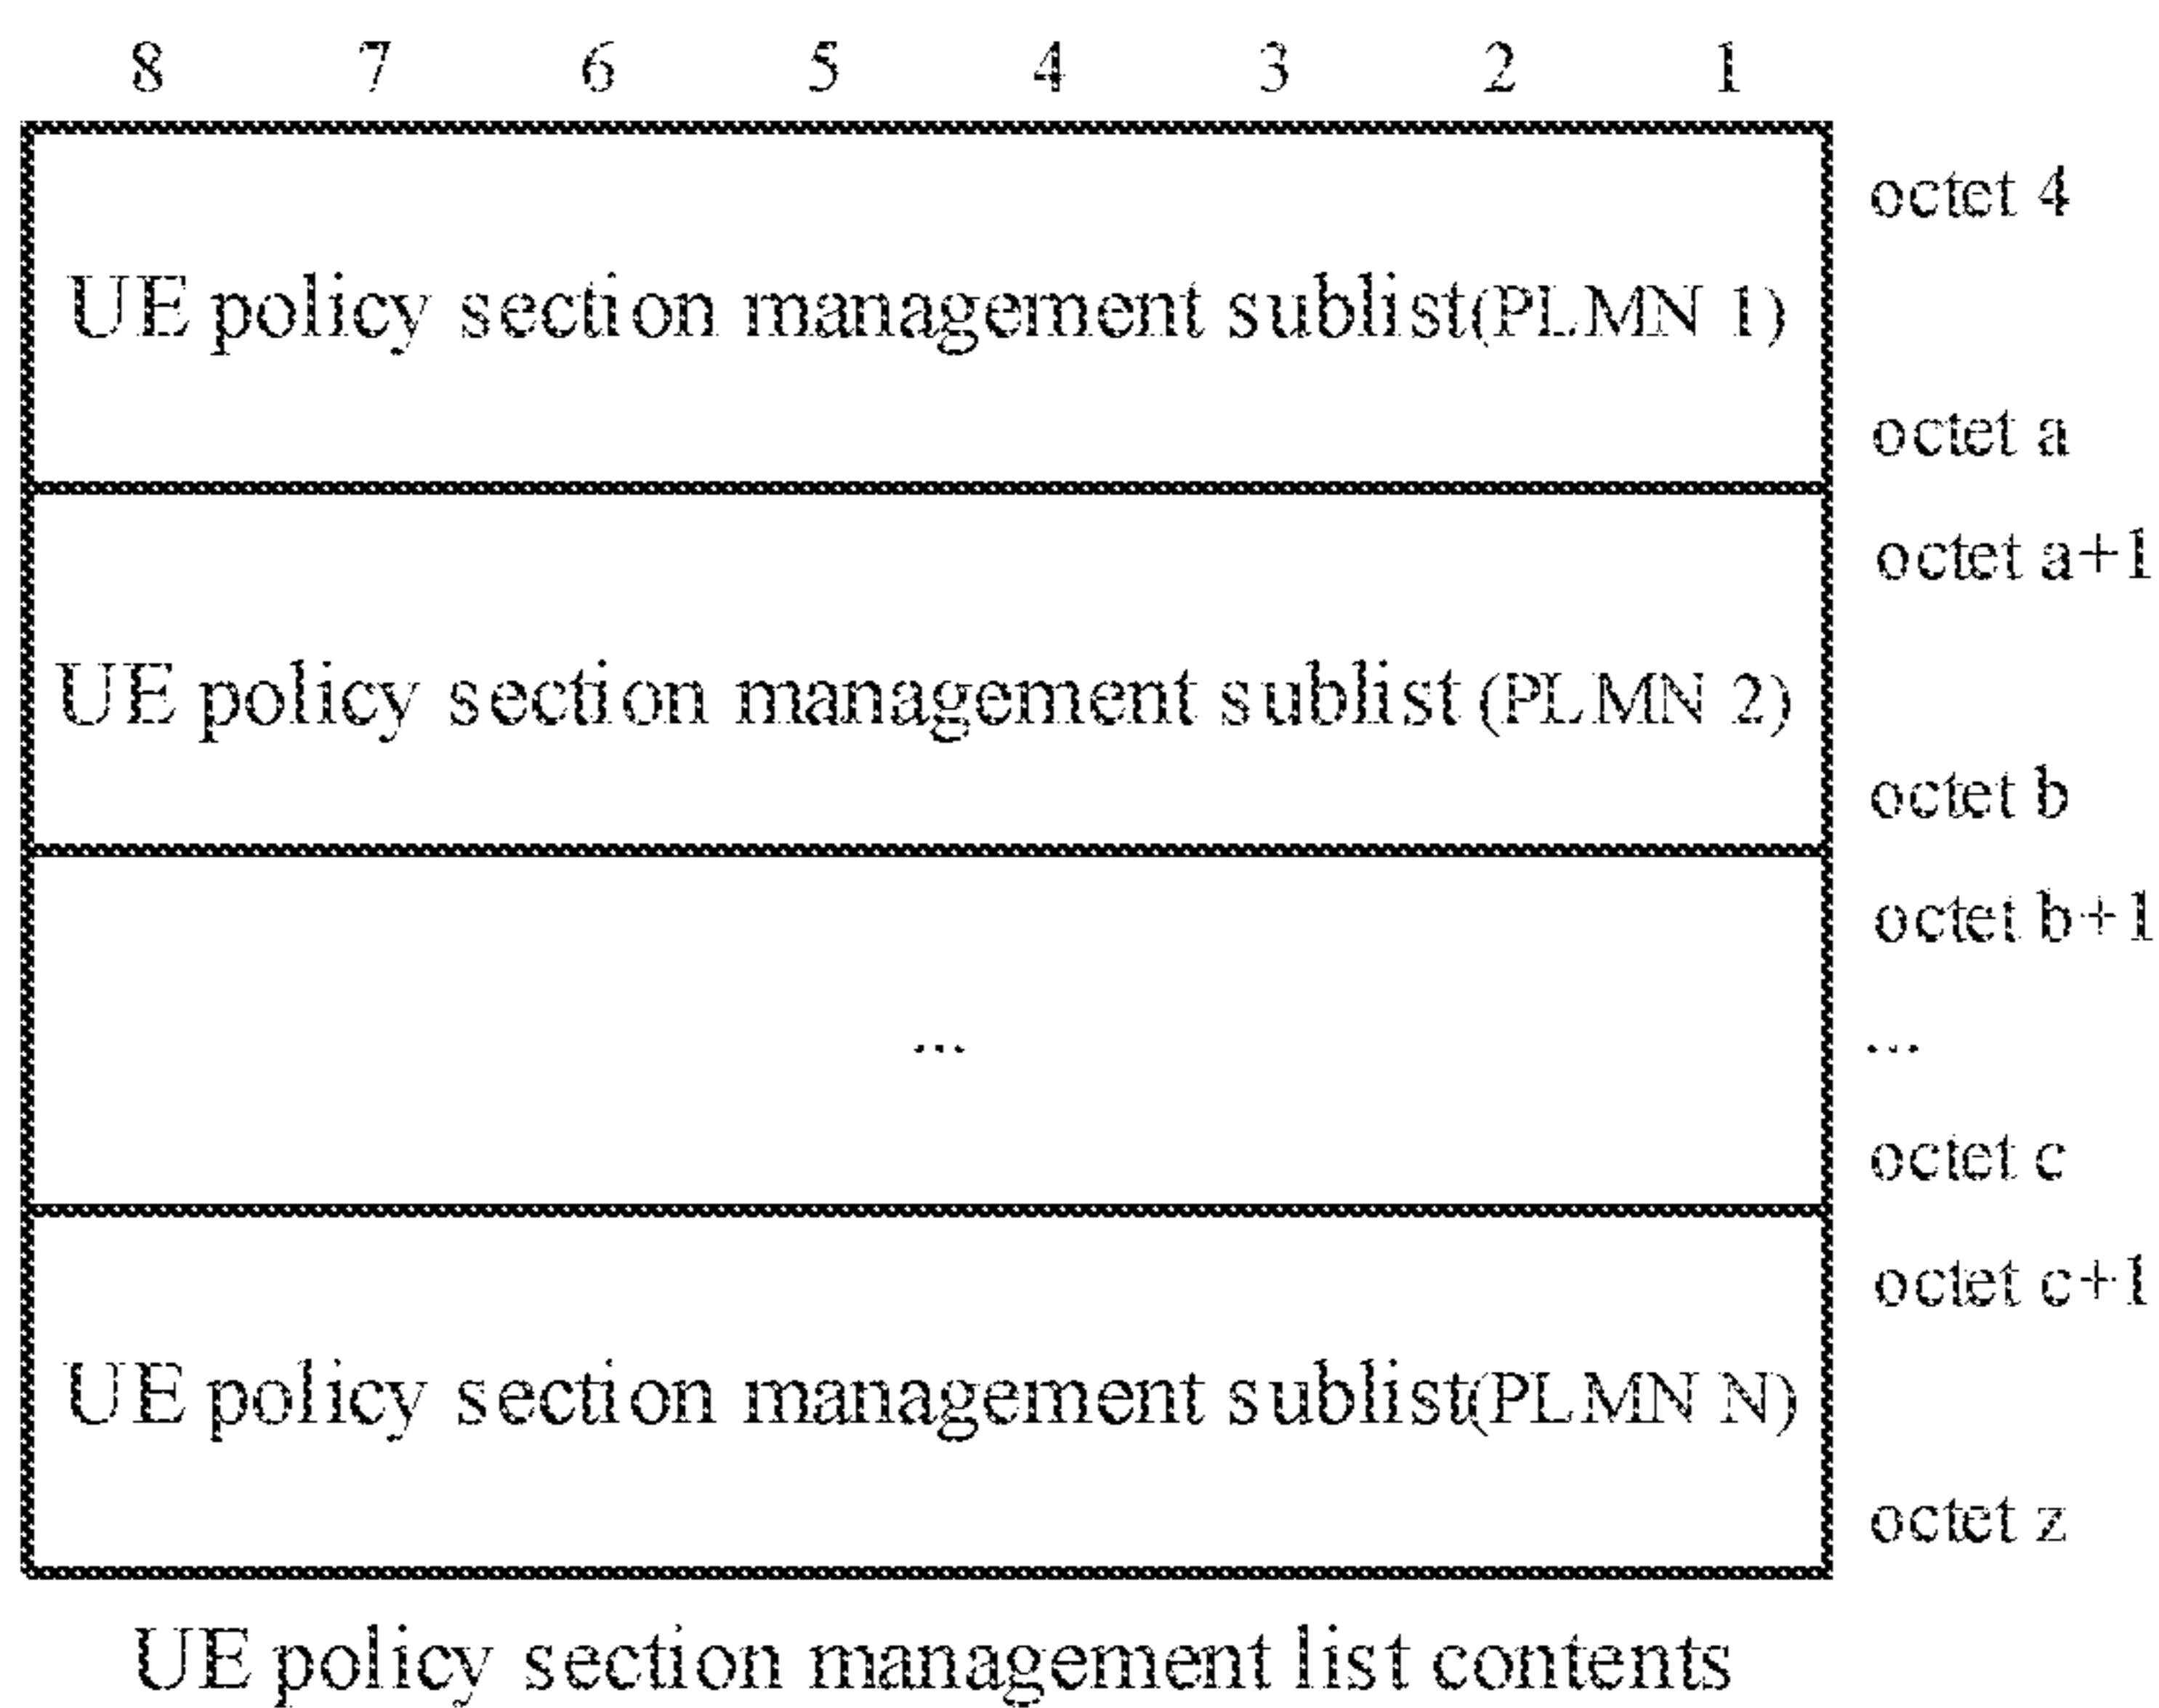 8 7 6 5 4 3 2 1
octet 4
UE policy section management sublist(PLMN 1)
octet a
octet a+1
UE policy section management sublist (PLMN 2)
octet b
octet b+1
... ...
octet c
octet c+1
UE policy section management sublist(PLMN N)
octet z
UE policy section management list contents